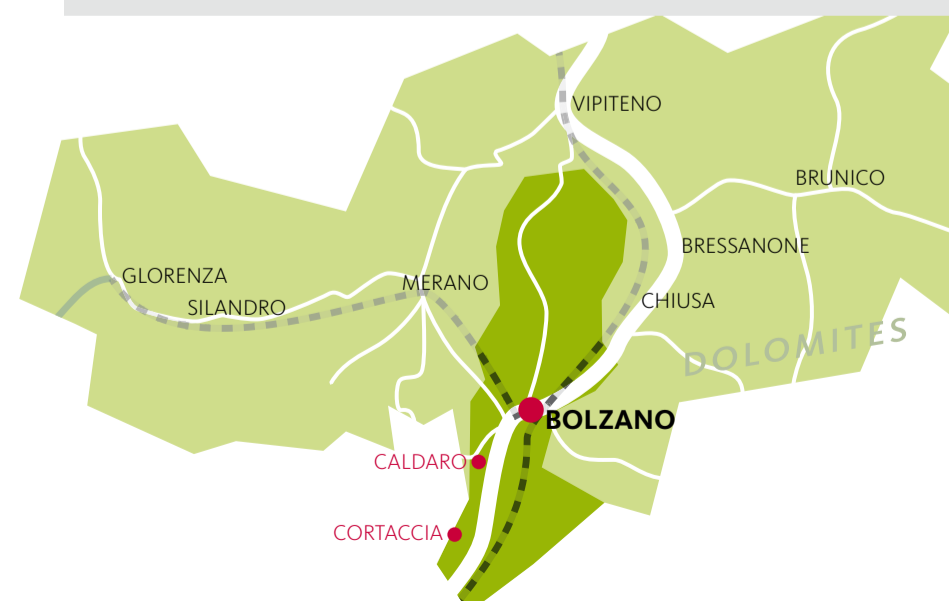 VIPITENO
BRUNICO
BRESSANONE
GLORENZA
MERANO
CHIUSA
SILANDRO
DOLOMITES
BOLZANO
CALDARO
CORTACCIA